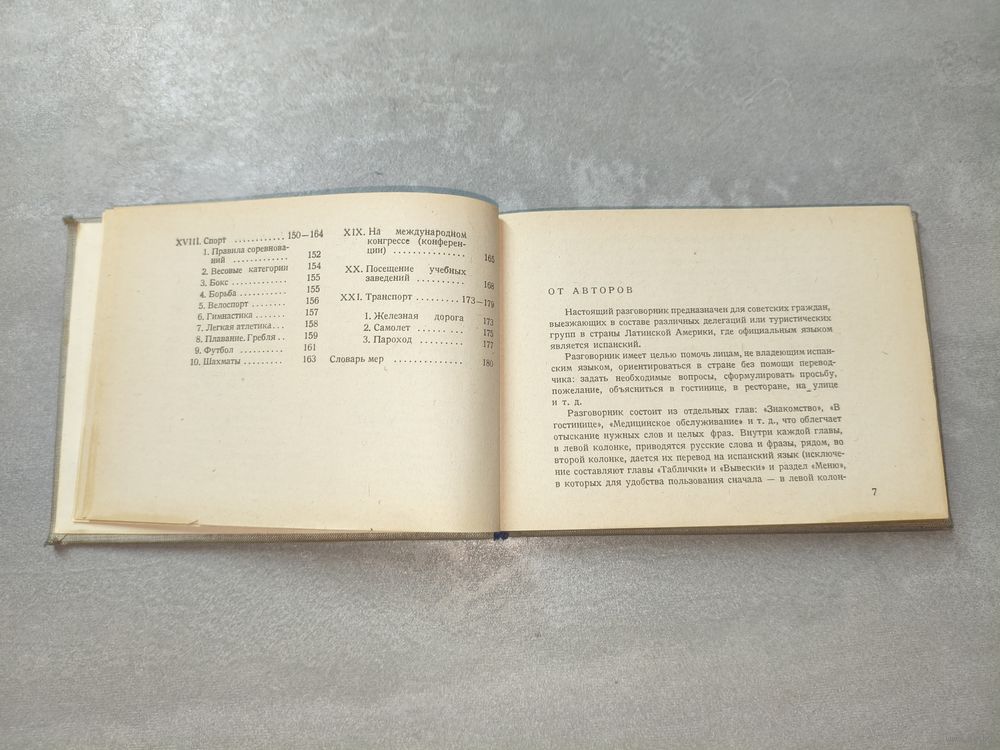 XVIII. Спорт ............ 150—164
1. Правила соревнова-
ний ............. 152
2. Весовые категории 154
3. Бокс ............. 155
4. Борьба ............ 155
5. Велоспорт ........ 156
6. Гимнастика ....... 157
7. Легкая атлетика... 158
8. Плавание. Гребля .. 159
9. Футбол .......... 161
10. Шахматы ......... 163
XIX. На международном
конгрессе (конферен-
ции) ............... 165
XX. Посещение учебных
заведений .......... 168
XXI. Транспорт ......... 173—179
1. Железная дорога 173
2. Самолет ......... 175
3. Пароход ......... 177
Словарь мер .............. 180
ОТ АВТОРОВ
Настоящий разговорник предназначен для советских граждан,
выезжающих в составе различных делегаций или туристических
групп в страны Латинской Америки, где официальным языком
является испанский.
Разговорник имеет целью помочь лицам, не владеющим испан-
ским языком, ориентироваться в стране без помощи перевод-
чика: задать необходимые вопросы, сформулировать просьбу,
пожелание, объясниться в гостинице, в ресторане, на улице
и т. д.
Разговорник состоит из отдельных глав: «Знакомство», «В
гостинице», «Медицинское обслуживание» и т. д., что облегчает
отыскание нужных слов и целых фраз. Внутри каждой главы,
в левой колонке, приводятся русские слова и фразы, рядом, во
второй колонке, дается их перевод на испанский язык (исключе-
ние составляют главы «Таблички» и «Вывески» и раздел «Меню»,
в которых для удобства пользования сначала — в левой колон-
7